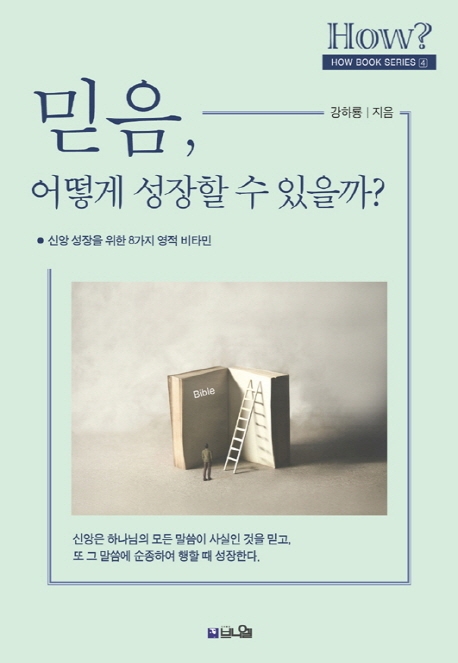 How?
HOW BOOK SERIES 4
강하룡 | 지음
믿음,
어떻게 성장할 수 있을까?
● 신앙 성장을 위한 8가지 영적 비타민
Bible
신앙은 하나님의 모든 말씀이 사실인 것을 믿고,
또 그 말씀에 순종하여 행할 때 성장한다.
브니엘